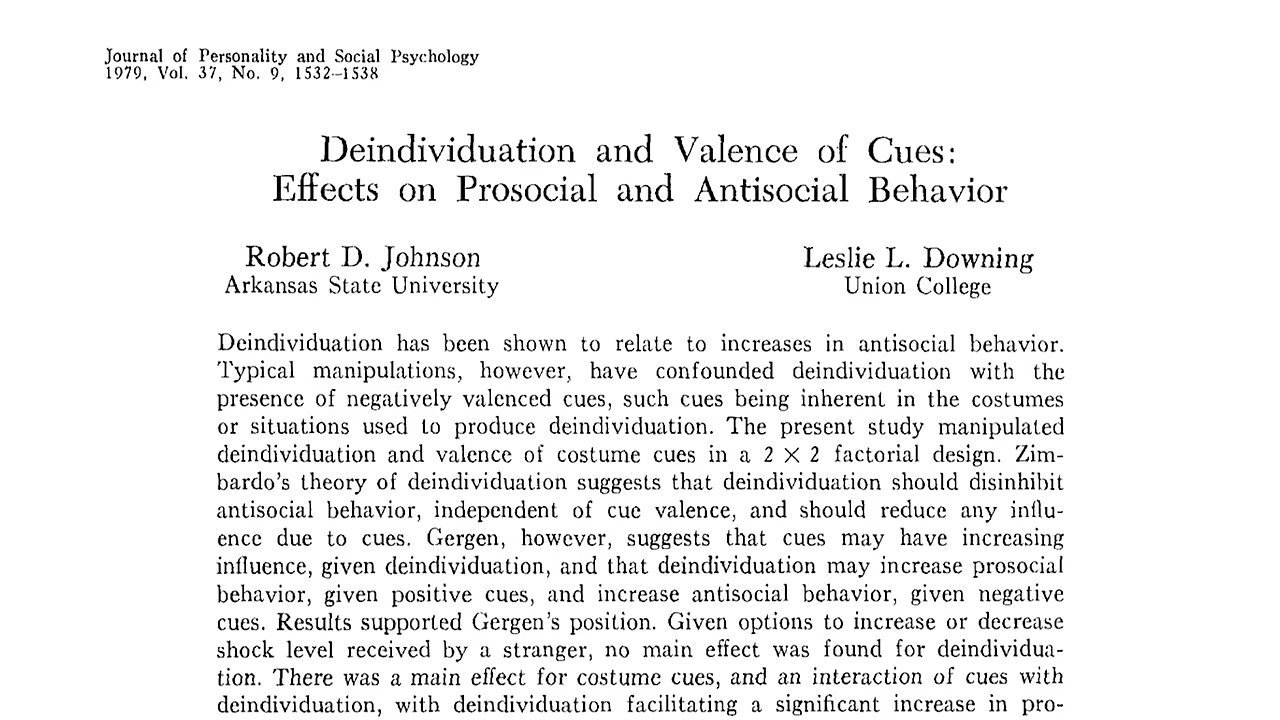 Journal of Personality and Social Psychology
1979, Vol. 37, No. 9, 1532–1538
Deindividuation and Valence of Cues:
Effects on Prosocial and Antisocial Behavior
Robert D. Johnson
Arkansas State University
Leslie L. Downing
Union College
Deindividuation has been shown to relate to increases in antisocial behavior.
Typical manipulations, however, have confounded deindividuation with the
presence of negatively valenced cues, such cues being inherent in the costumes
or situations used to produce deindividuation. The present study manipulated
deindividuation and valence of costume cues in a 2 × 2 factorial design. Zim-
bardo's theory of deindividuation suggests that deindividuation should disinhibit
antisocial behavior, independent of cue valence, and should reduce any influ-
ence due to cues. Gergen, however, suggests that cues may have increasing
influence, given deindividuation, and that deindividuation may increase prosocial
behavior, given positive cues, and increase antisocial behavior, given negative
cues. Results supported Gergen's position. Given options to increase or decrease
shock level received by a stranger, no main effect was found for deindividua-
tion. There was a main effect for costume cues, and an interaction of cues with
deindividuation, with deindividuation facilitating a significant increase in pro-